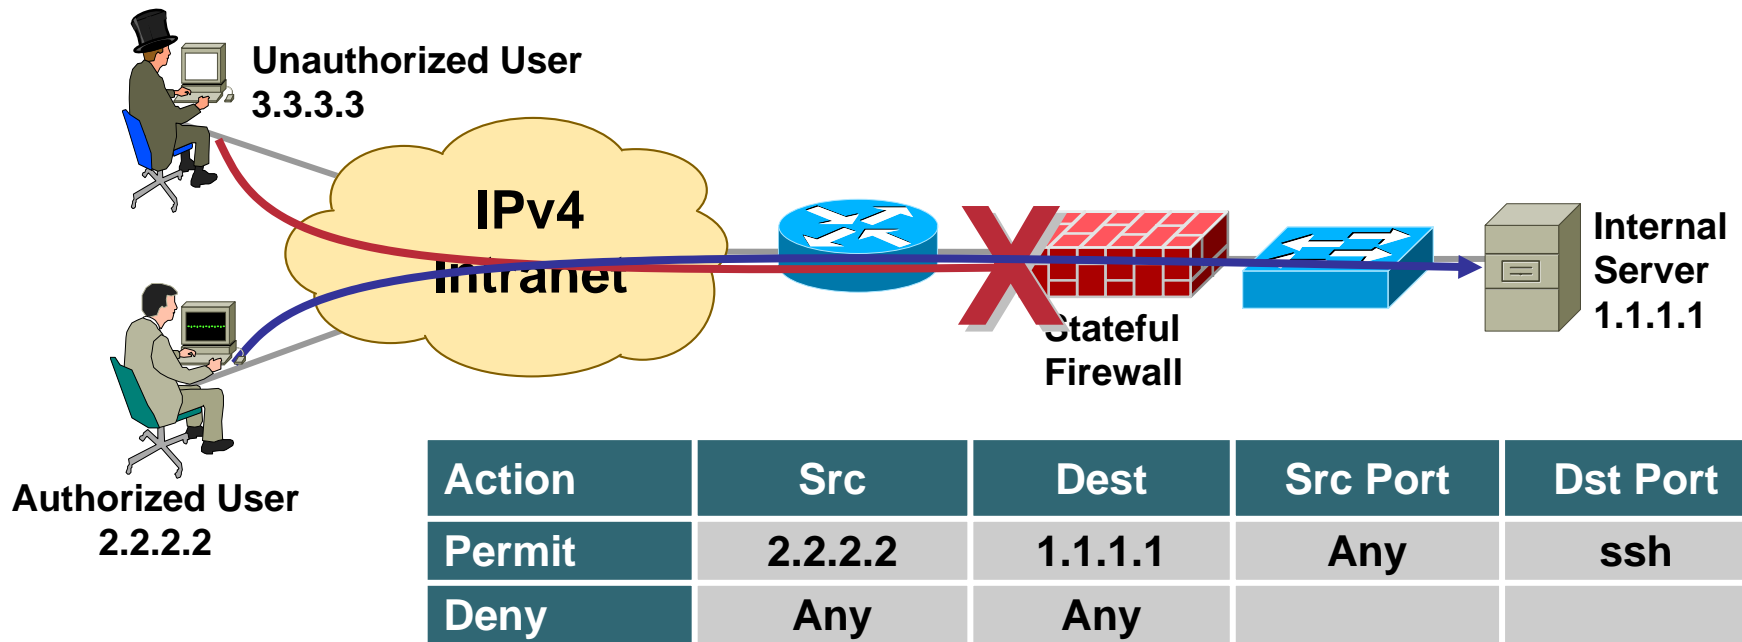 Unauthorized User
3.3.3.3
IPv4
Intranet
Internal
Server
1.1.1.1
Stateful
Firewall
Authorized User
2.2.2.2
Action Src Dest Src Port Dst Port
Permit 2.2.2.2 1.1.1.1 Any ssh
Deny Any Any